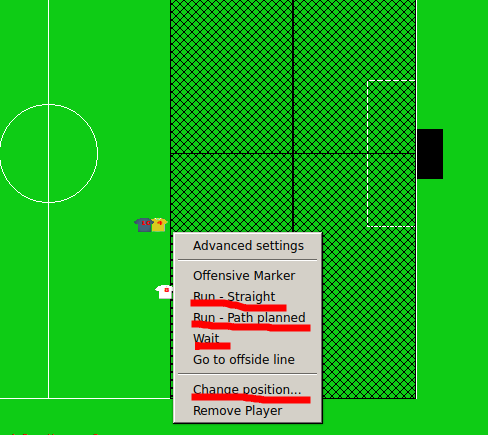 Advanced settings
Offensive Marker
Run - Straight
Run - Path planned
Wait
Go to offside line
Change position...
Remove Player